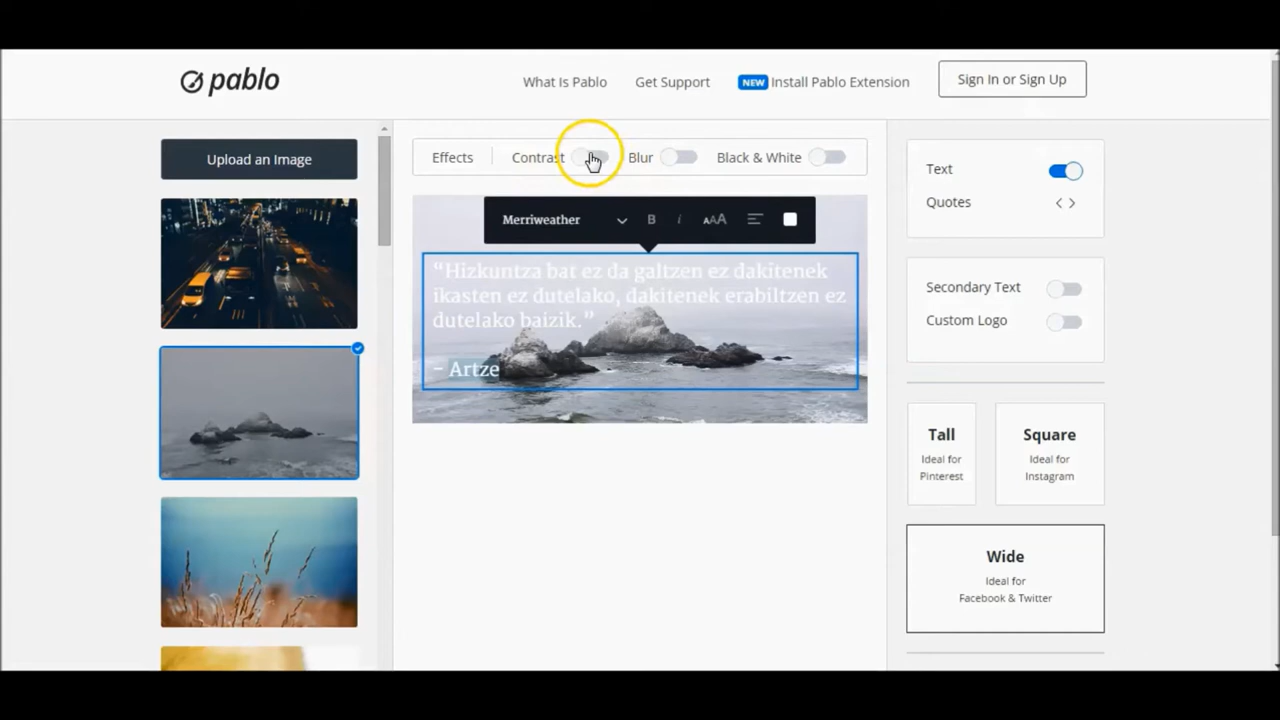 pablo
What Is Pablo
Get Support
NEW Install Pablo Extension
Sign In or Sign Up
Upload an Image
Effects
Contrast
Blur
Black & White
Merriweather
B
i
AAA
“Hizkuntza bat ez da galtzen ez dakitenek
ikasten ez dutelako, dakitenek erabiltzen ez
dutelako baizik.”
- Artze
Text
Quotes
Secondary Text
Custom Logo
Tall
Ideal for
Pinterest
Square
Ideal for
Instagram
Wide
Ideal for
Facebook & Twitter